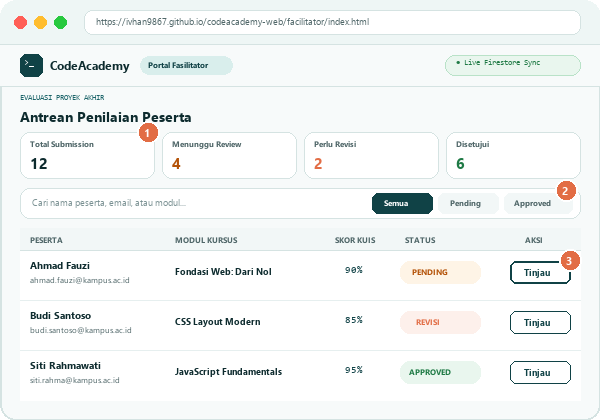 https://ivhan9867.github.io/codeacademy-web/facilitator/index.html
>_ CodeAcademy Portal Fasilitator ● Live Firestore Sync
EVALUASI PROYEK AKHIR
Antrean Penilaian Peserta
1
Total Submission Menunggu Review Perlu Revisi Disetujui
12 4 2 6
2
Cari nama peserta, email, atau modul... Semua Pending Approved
PESERTA MODUL KURSUS SKOR KUIS STATUS AKSI
3
Ahmad Fauzi Fondasi Web: Dari Nol 90% PENDING Tinjau
ahmad.fauzi@kampus.ac.id
Budi Santoso CSS Layout Modern 85% REVISI Tinjau
budi.santoso@kampus.ac.id
Siti Rahmawati JavaScript Fundamentals 95% APPROVED Tinjau
siti.rahma@kampus.ac.id